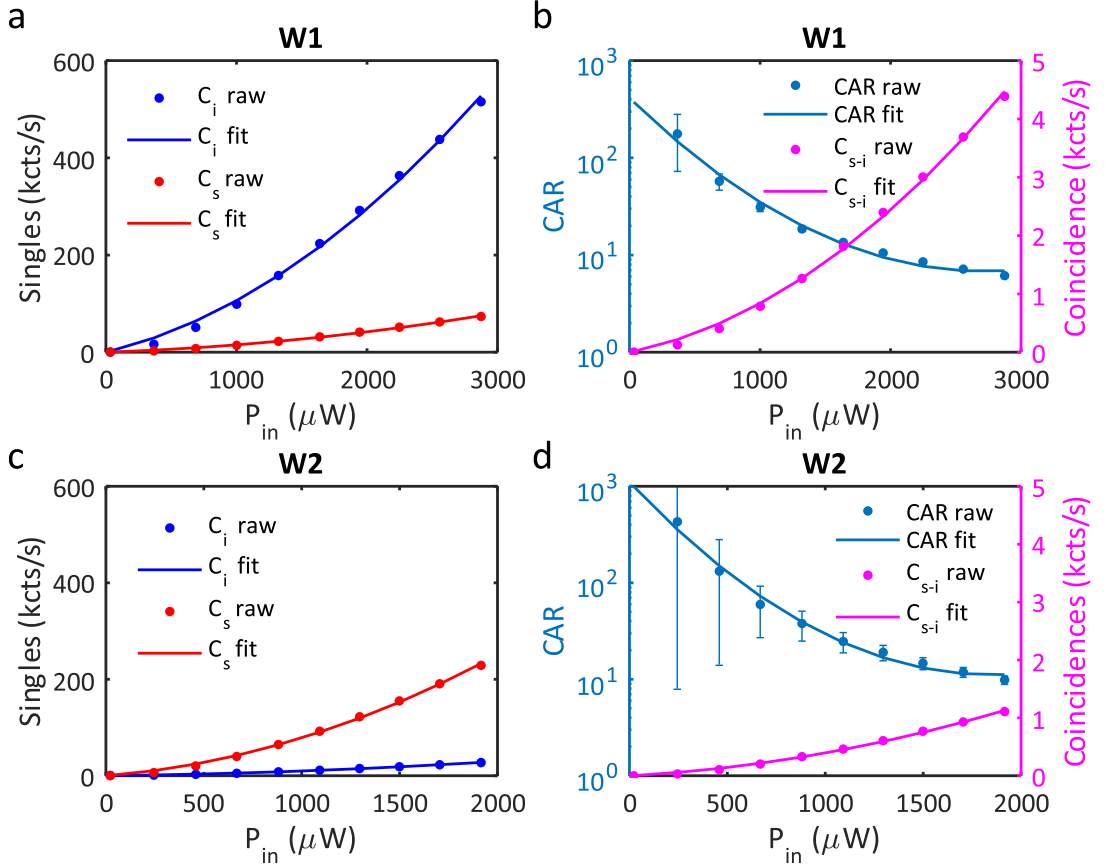 a
W1
600
400
200
0
Singles (kcts/s)
C_i raw
C_i fit
C_s raw
C_s fit
0
1000
2000
3000
P_in (μW)
b
W1
10^3
10^2
10^1
10^0
CAR
CAR raw
CAR fit
C_s-i raw
C_s-i fit
5
4
3
2
1
0
Coincidence (kcts/s)
0
1000
2000
3000
P_in (μW)
c
W2
600
400
200
0
Singles (kcts/s)
C_i raw
C_i fit
C_s raw
C_s fit
0
500
1000
1500
2000
P_in (μW)
d
W2
10^3
10^2
10^1
10^0
CAR
CAR raw
CAR fit
C_s-i raw
C_s-i fit
5
4
3
2
1
0
Coincidences (kcts/s)
0
500
1000
1500
2000
P_in (μW)